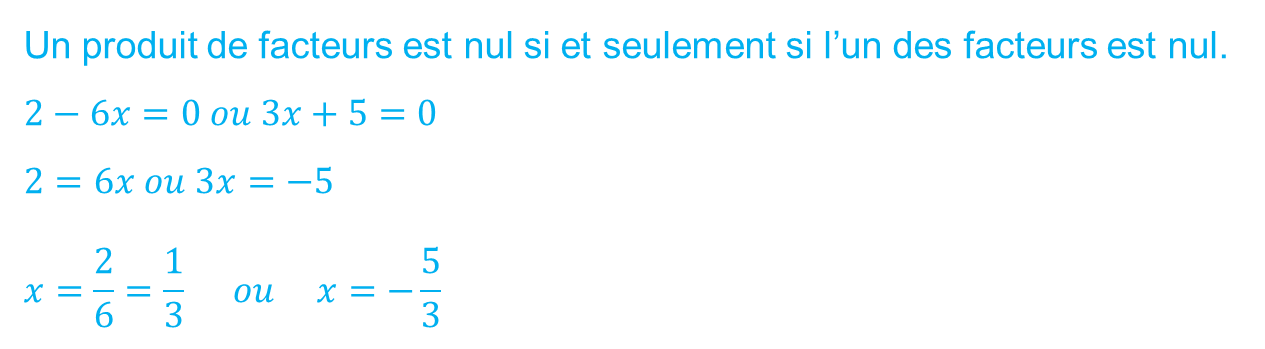 Un produit de facteurs est nul si et seulement si l’un des facteurs est nul.
2 − 6x = 0 ou 3x + 5 = 0
2 = 6x ou 3x = −5
x = 2/6 = 1/3 ou x = −5/3